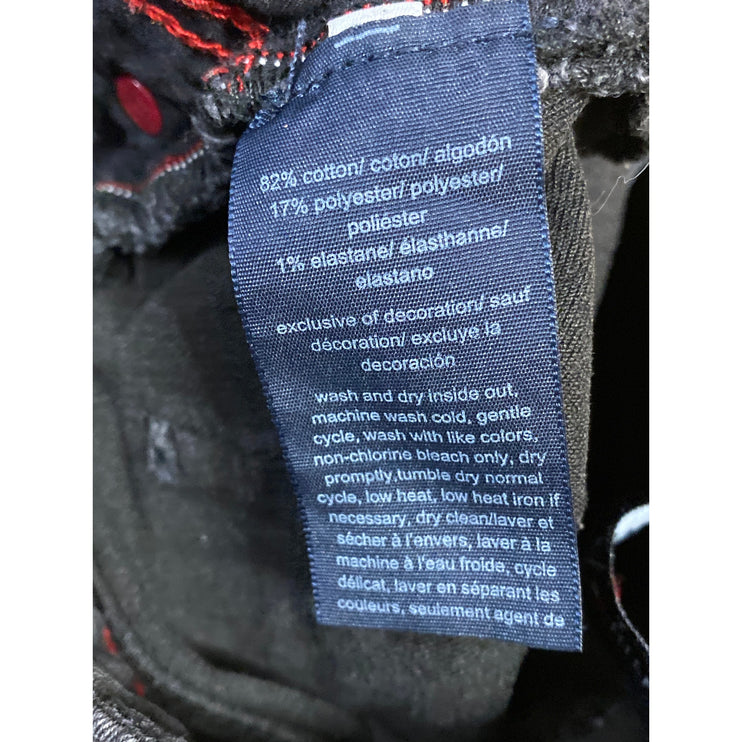 82% cotton/ coton/ algodón
17% polyester/ polyester/
poliéster
1% elastane/ élasthanne/
elastano
exclusive of decoration/ sauf
décoration/ excluye la
decoración
wash and dry inside out,
machine wash cold, gentle
cycle, wash with like colors,
non-chlorine bleach only, dry
promptly,tumble dry normal
cycle, low heat, low heat iron if
necessary, dry clean/laver et
sécher à l'envers, laver à la
machine à l'eau froide, cycle
délicat, laver en séparant les
couleurs, seulement agent de